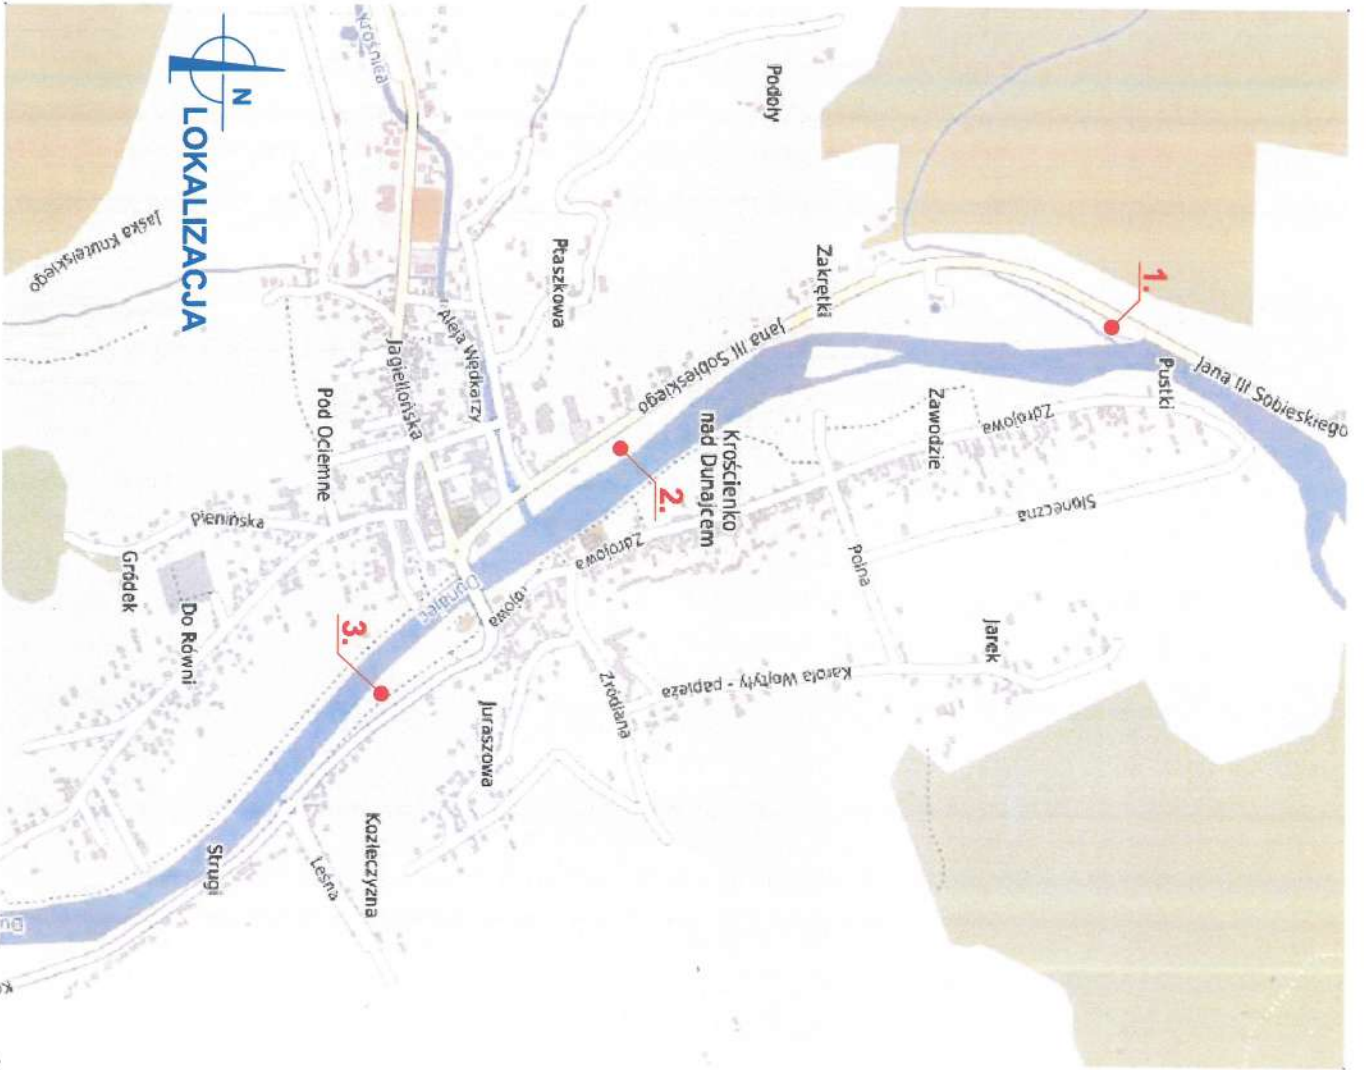 LOKALIZACJA
N
1.
Jana III Sobieskiego
Pustki
Zdrojowa
Zawodzie
Słoneczna
Zakrętki
Podoły
Jana III Sobieskiego
Krościenko
nad Dunajcem
2.
Polna
Jarek
Karola Wojtyły - papieża
Ptaszkowa
Zdrojowa
Źródlana
Krośnica
Aleja Wędkarzy
Jagiellońska
Dunajec
Juraszowa
Pod Ociemne
3.
Kozłeczyzna
Jaśka Knutelskiego
Pienińska
Do Równi
Gródek
Leśna
Strugi